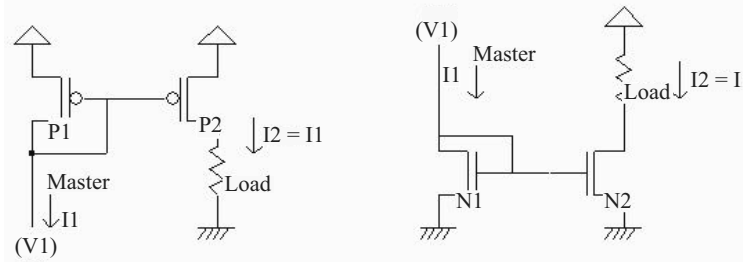 P1
P2
I2 = I1
Master
Load
I1
(V1)
(V1)
Master
I1
Load
I2 = I
N1
N2